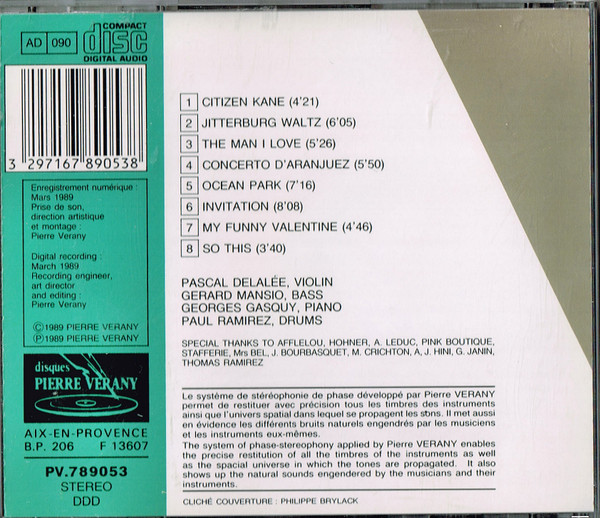 AD 090
COMPACT
disc
DIGITAL AUDIO
3 297167 890538
Enregistrement numérique :
Mars 1989
Prise de son,
direction artistique
et montage :
Pierre Verany
Digital recording :
March 1989
Recording engineer,
art director
and editing :
Pierre Verany
Ⓒ1989 PIERRE VERANY
Ⓟ1989 PIERRE VERANY
disques
PIERRE VERANY
AIX-EN-PROVENCE
B.P. 206 F 13607
PV.789053
STEREO
DDD
1 CITIZEN KANE (4'21)
2 JITTERBURG WALTZ (6'05)
3 THE MAN I LOVE (5'26)
4 CONCERTO D'ARANJUEZ (5'50)
5 OCEAN PARK (7'16)
6 INVITATION (8'08)
7 MY FUNNY VALENTINE (4'46)
8 SO THIS (3'40)
PASCAL DELALÉE, VIOLIN
GERARD MANSIO, BASS
GEORGES GASQUY, PIANO
PAUL RAMIREZ, DRUMS
SPECIAL THANKS TO AFFLELOU, HOHNER, A. LEDUC, PINK BOUTIQUE,
STAFFERIE, Mrs BEL, J. BOURBASQUET, M. CRICHTON, A, J. HINI, G. JANIN,
THOMAS RAMIREZ
Le système de stéréophonie de phase développé par Pierre VERANY
permet de restituer avec précision tous les timbres des instruments
ainsi que l'univers spatial dans lequel se propagent les sons. Il met aussi
en évidence les différents bruits naturels engendrés par les musiciens
et les instruments eux-mêmes.
The system of phase-stereophony applied by Pierre VERANY enables
the precise restitution of all the timbres of the instruments as well
as the spacial universe in which the tones are propagated. It also
shows up the natural sounds engendered by the musicians and their
instruments.
CLICHÉ COUVERTURE : PHILIPPE BRYLACK